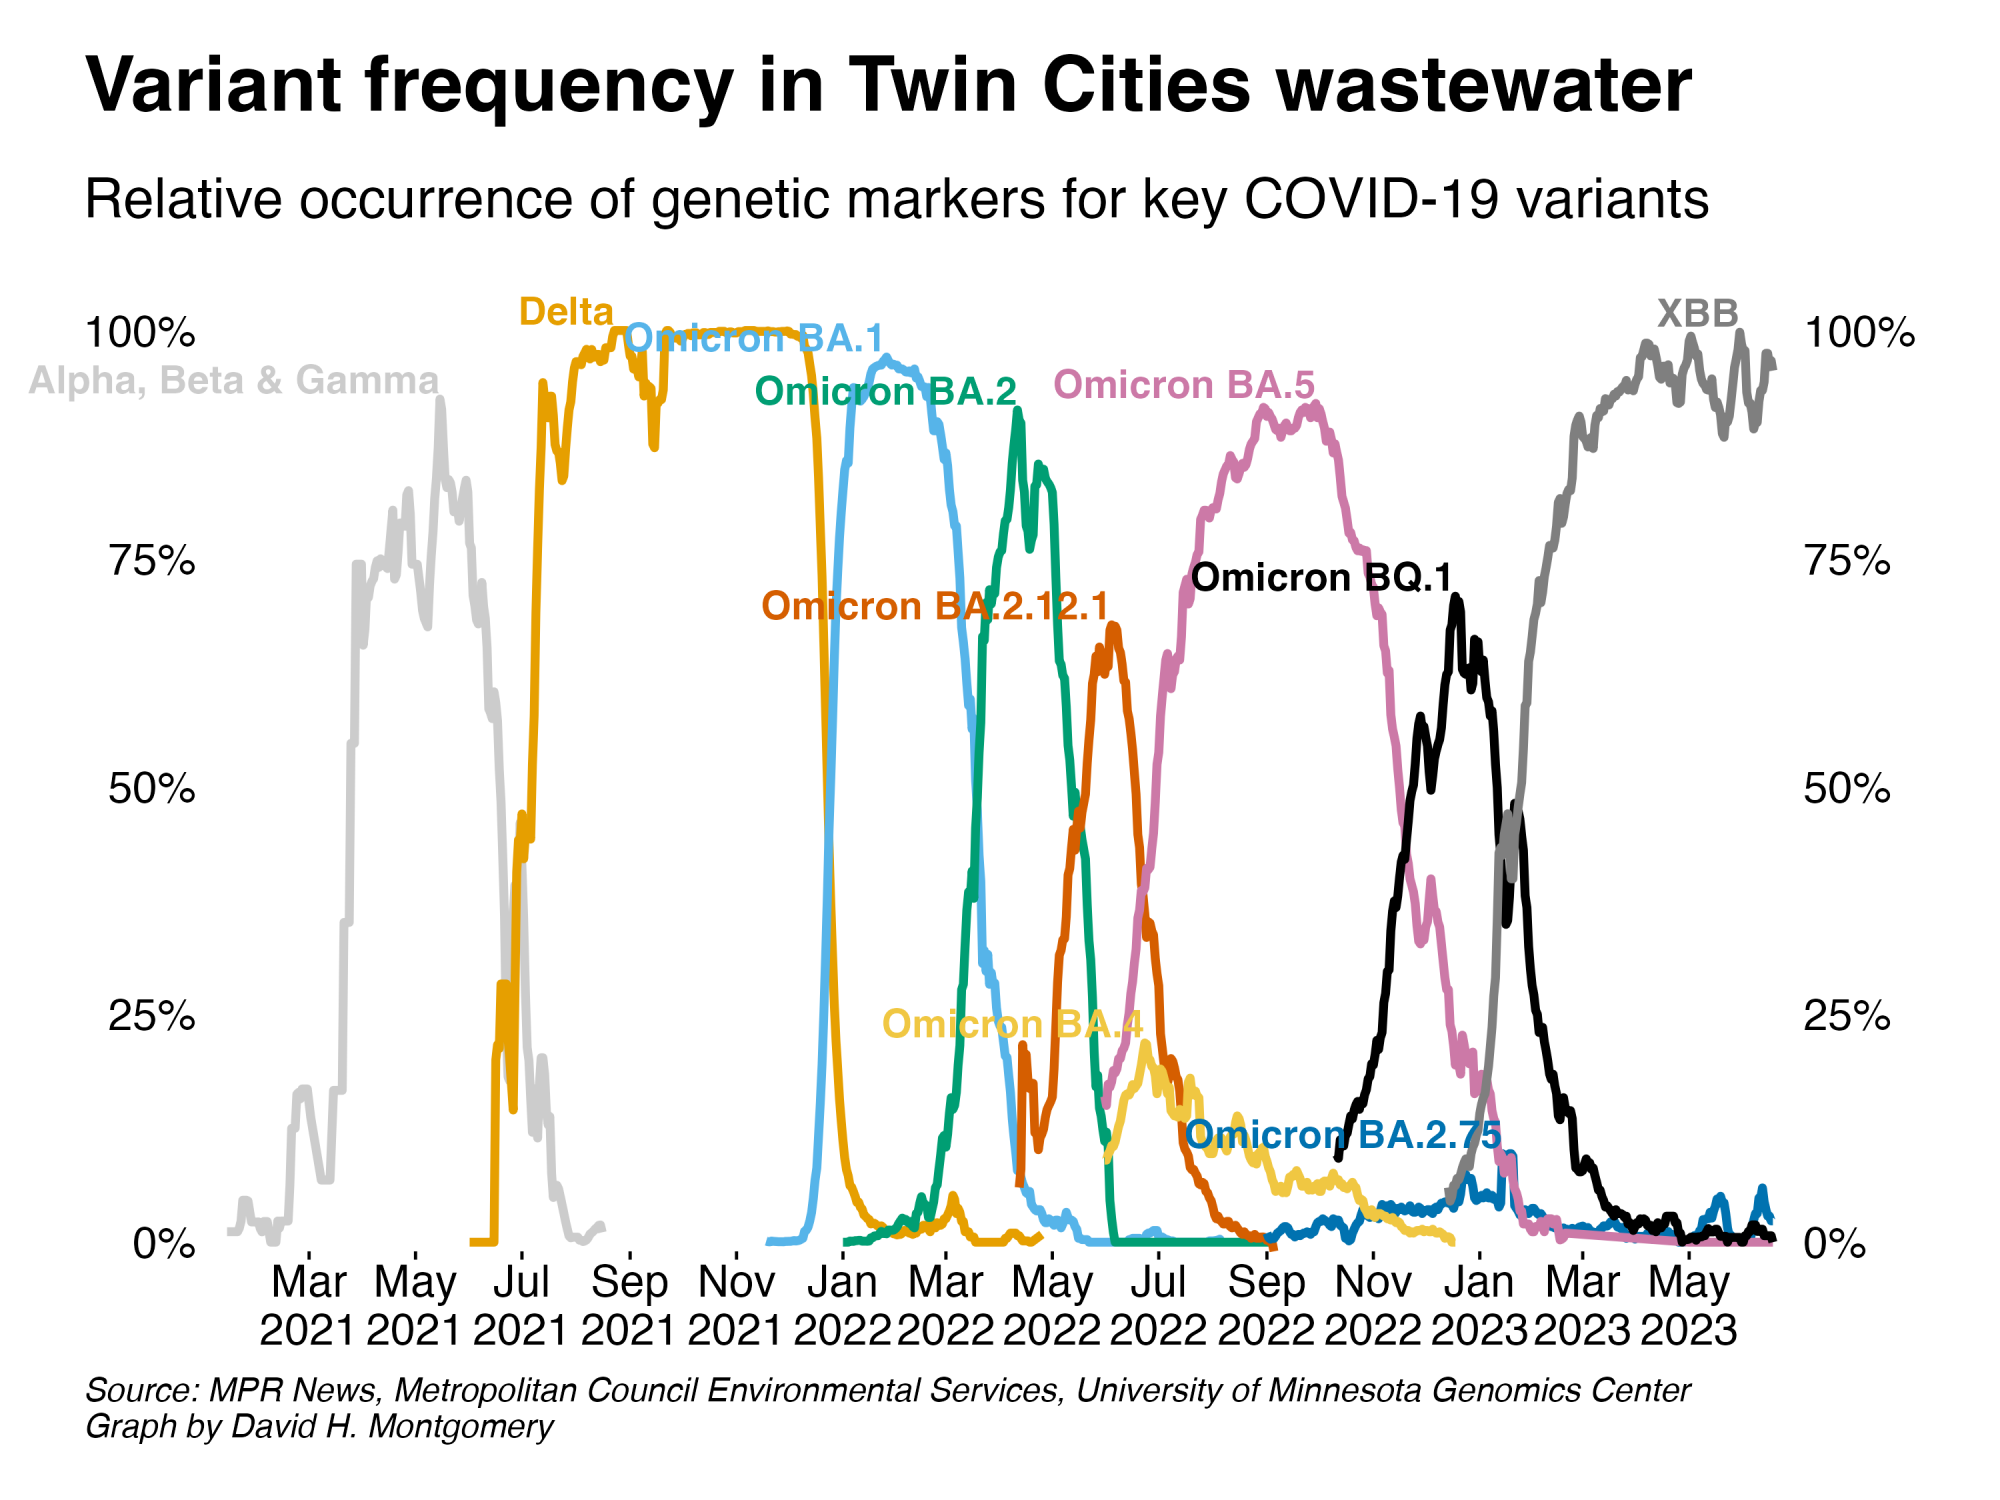 Variant frequency in Twin Cities wastewater
Relative occurrence of genetic markers for key COVID-19 variants
Delta
XBB
100%
Omicron BA.1
100%
Alpha, Beta & Gamma
Omicron BA.2
Omicron BA.5
75%
Omicron BQ.1
75%
Omicron BA.2.12.1
50%
50%
25%
Omicron BA.4
25%
Omicron BA.2.75
0%
0%
Mar May Jul Sep Nov Jan Mar May Jul Sep Nov Jan Mar May
2021 2021 2021 2021 2021 2022 2022 2022 2022 2022 2022 2023 2023 2023
Source: MPR News, Metropolitan Council Environmental Services, University of Minnesota Genomics Center
Graph by David H. Montgomery